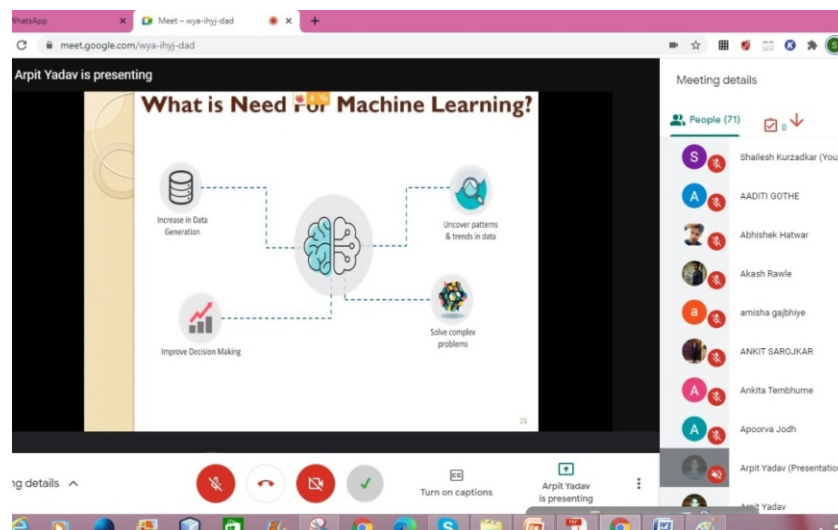 WhatsApp
Meet – wya-ihyj-dad
meet.google.com/wya-ihyj-dad
Arpit Yadav is presenting
What is Need For Machine Learning?
Increase in Data
Generation
Uncover patterns
& trends in data
Improve Decision Making
Solve complex
problems
23
Meeting details
People (71)
0
S
Shailesh Kurzadkar (You
A
AADITI GOTHE
Abhishek Hatwar
Akash Rawle
a
amisha gajbhiye
ANKIT SAROJKAR
A
Ankita Tembhurne
A
Apoorva Jodh
Arpit Yadav (Presentatio
Arpit Yadav
ng details
Turn on captions
Arpit Yadav
is presenting